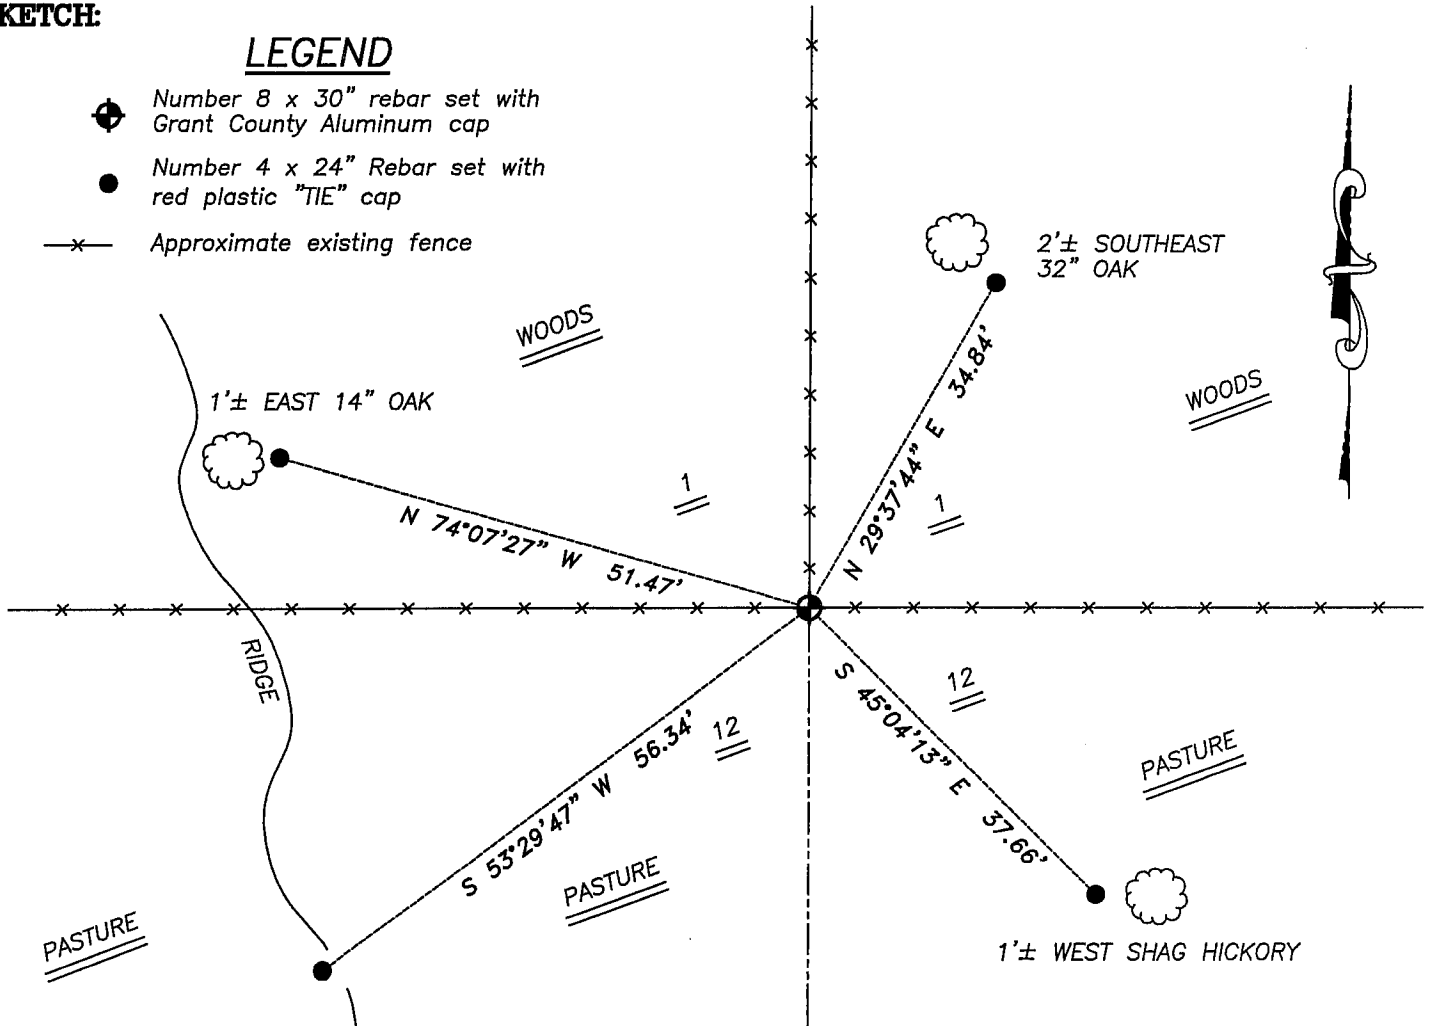 KETCH:
LEGEND
Number 8 x 30" rebar set with
Grant County Aluminum cap
Number 4 x 24" Rebar set with
red plastic "TIE" cap
Approximate existing fence
2'± SOUTHEAST
32" OAK
WOODS
WOODS
1'± EAST 14" OAK
N 29°37'44" E 34.84'
1
1
N 74°07'27" W 51.47'
RIDGE
S 45°04'13" E 37.66'
12
12
S 53°29'47" W 56.34'
PASTURE
PASTURE
PASTURE
1'± WEST SHAG HICKORY